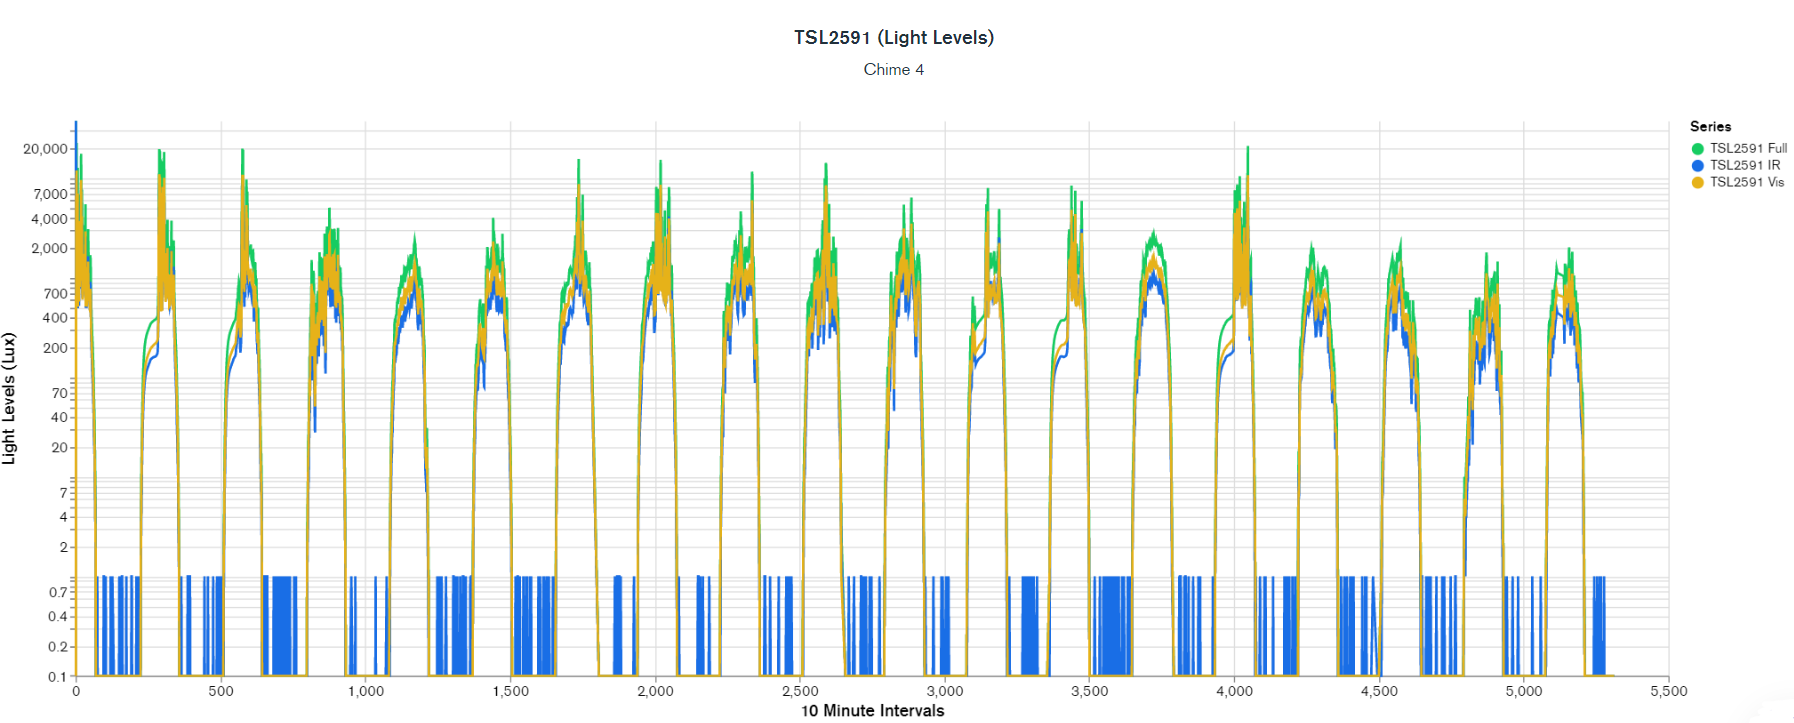 TSL2591 (Light Levels)
Chime 4
Series
TSL2591 Full
TSL2591 IR
TSL2591 Vis
Light Levels (Lux)
20,000
7,000
4,000
2,000
700
400
200
70
40
20
7
4
2
0.7
0.4
0.2
0.1
0 500 1,000 1,500 2,000 2,500 3,000 3,500 4,000 4,500 5,000 5,500
10 Minute Intervals